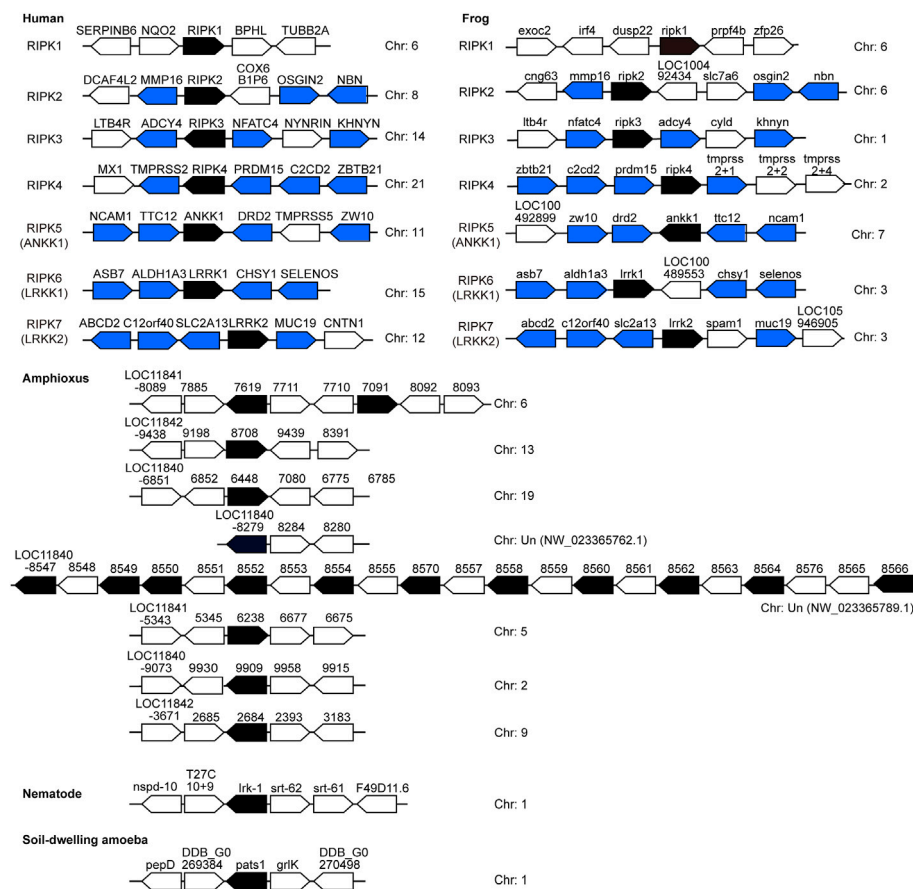 Human
SERPINB6 NQO2 RIPK1 BPHL TUBB2A
RIPK1 Chr: 6
DCAF4L2 MMP16 RIPK2 COX6 B1P6 OSGIN2 NBN
RIPK2 Chr: 8
LTB4R ADCY4 RIPK3 NFATC4 NYNRIN KHNYN
RIPK3 Chr: 14
MX1 TMPRSS2 RIPK4 PRDM15 C2CD2 ZBTB21
RIPK4 Chr: 21
NCAM1 TTC12 ANKK1 DRD2 TMPRSS5 ZW10
RIPK5 (ANKK1) Chr: 11
ASB7 ALDH1A3 LRRK1 CHSY1 SELENOS
RIPK6 (LRKK1) Chr: 15
ABCD2 C12orf40 SLC2A13 LRRK2 MUC19 CNTN1
RIPK7 (LRKK2) Chr: 12
Frog
exoc2 irf4 dusp22 ripk1 prpf4b zfp26
RIPK1 Chr: 6
cng63 mmp16 ripk2 LOC1004 92434 slc7a6 osgin2 nbn
RIPK2 Chr: 6
ltb4r nfatc4 ripk3 adcy4 cyld khnyn
RIPK3 Chr: 1
zbtb21 c2cd2 prdm15 ripk4 tmprss 2+1 tmprss 2+2 tmprss 2+4
RIPK4 Chr: 2
LOC100 492899 zw10 drd2 ankk1 ttc12 ncam1
RIPK5 (ANKK1) Chr: 7
asb7 aldh1a3 lrrk1 LOC100 489553 chsy1 selenos
RIPK6 (LRKK1) Chr: 3
abcd2 c12orf40 slc2a13 lrrk2 spam1 muc19 LOC105 946905
RIPK7 (LRKK2) Chr: 3
Amphioxus
LOC11841
-8089 7885 7619 7711 7710 7091 8092 8093
Chr: 6
LOC11842
-9438 9198 8708 9439 8391
Chr: 13
LOC11840
-6851 6852 6448 7080 6775 6785
Chr: 19
LOC11840
-8279 8284 8280
Chr: Un (NW_023365762.1)
LOC11840
-8547 8548 8549 8550 8551 8552 8553 8554 8555 8570 8557 8558 8559 8560 8561 8562 8563 8564 8576 8565 8566
Chr: Un (NW_023365789.1)
LOC11841
-5343 5345 6238 6677 6675
Chr: 5
LOC11840
-9073 9930 9909 9958 9915
Chr: 2
LOC11842
-3671 2685 2684 2393 3183
Chr: 9
Nematode
nspd-10 T27C 10+9 lrk-1 srt-62 srt-61 F49D11.6
Chr: 1
Soil-dwelling amoeba
pepD DDB_G0 269384 pats1 grlK DDB_G0 270498
Chr: 1